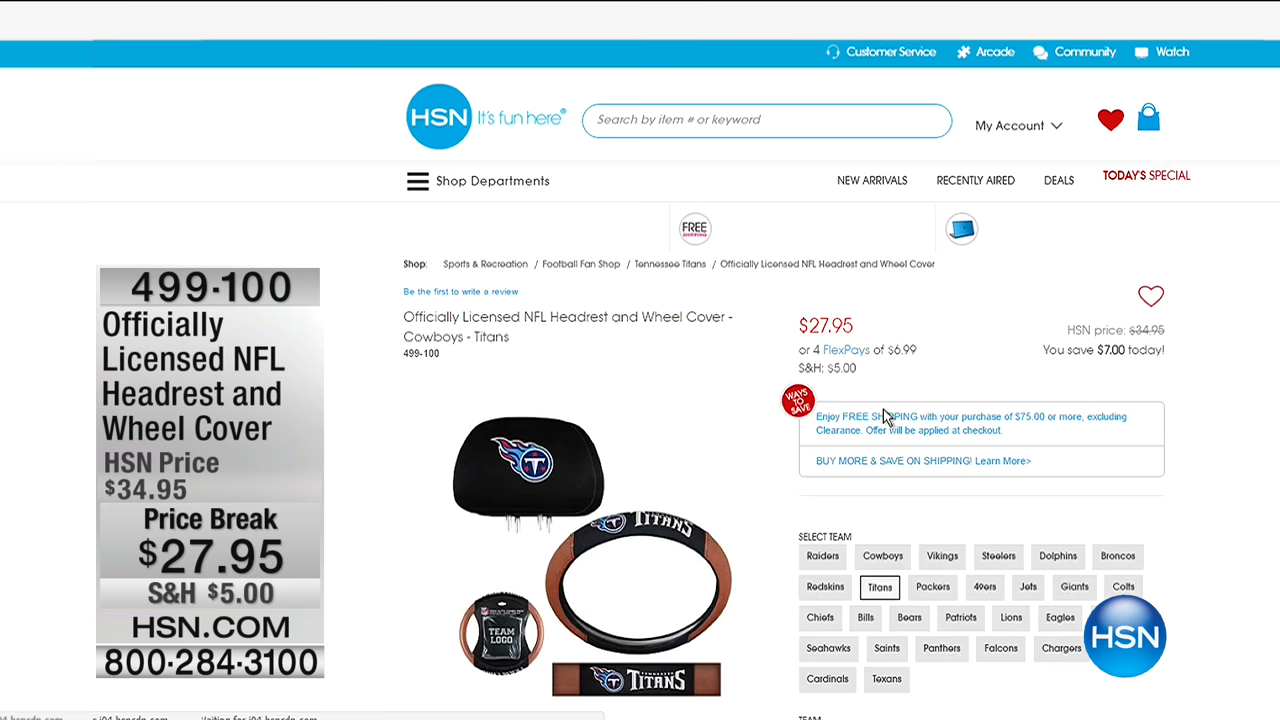 Customer Service
Arcade
Community
Watch
HSN It's fun here®
Search by item # or keyword
My Account
Shop Departments
NEW ARRIVALS
RECENTLY AIRED
DEALS
TODAY'S SPECIAL
FREE SHIPPING
Shop: Sports & Recreation / Football Fan Shop / Tennessee Titans / Officially Licensed NFL Headrest and Wheel Cover
Be the first to write a review
Officially Licensed NFL Headrest and Wheel Cover -
Cowboys - Titans
499-100
$27.95
HSN price: $34.95
or 4 FlexPays of $6.99
You save $7.00 today!
S&H: $5.00
WAYS
TO
SAVE
Enjoy FREE SHIPPING with your purchase of $75.00 or more, excluding
Clearance. Offer will be applied at checkout.
BUY MORE & SAVE ON SHIPPING! Learn More>
499-100
Officially
Licensed NFL
Headrest and
Wheel Cover
HSN Price
$34.95
Price Break
$27.95
S&H $5.00
HSN.COM
800-284-3100
TITANS
TEAM
LOGO
TITANS
SELECT TEAM
Raiders Cowboys Vikings Steelers Dolphins Broncos
Redskins Titans Packers 49ers Jets Giants Colts
Chiefs Bills Bears Patriots Lions Eagles
Seahawks Saints Panthers Falcons Chargers
Cardinals Texans
HSN
TEAM